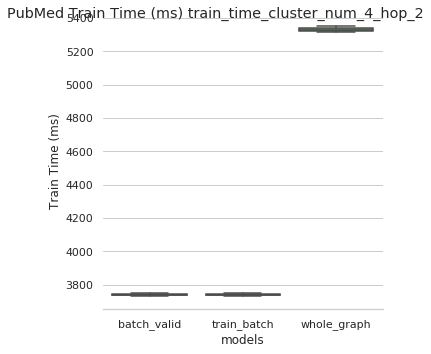 PubMed Train Time (ms) train_time_cluster_num_4_hop_2
5400
5200
5000
4800
4600
4400
4200
4000
3800
Train Time (ms)
batch_valid train_batch whole_graph
models